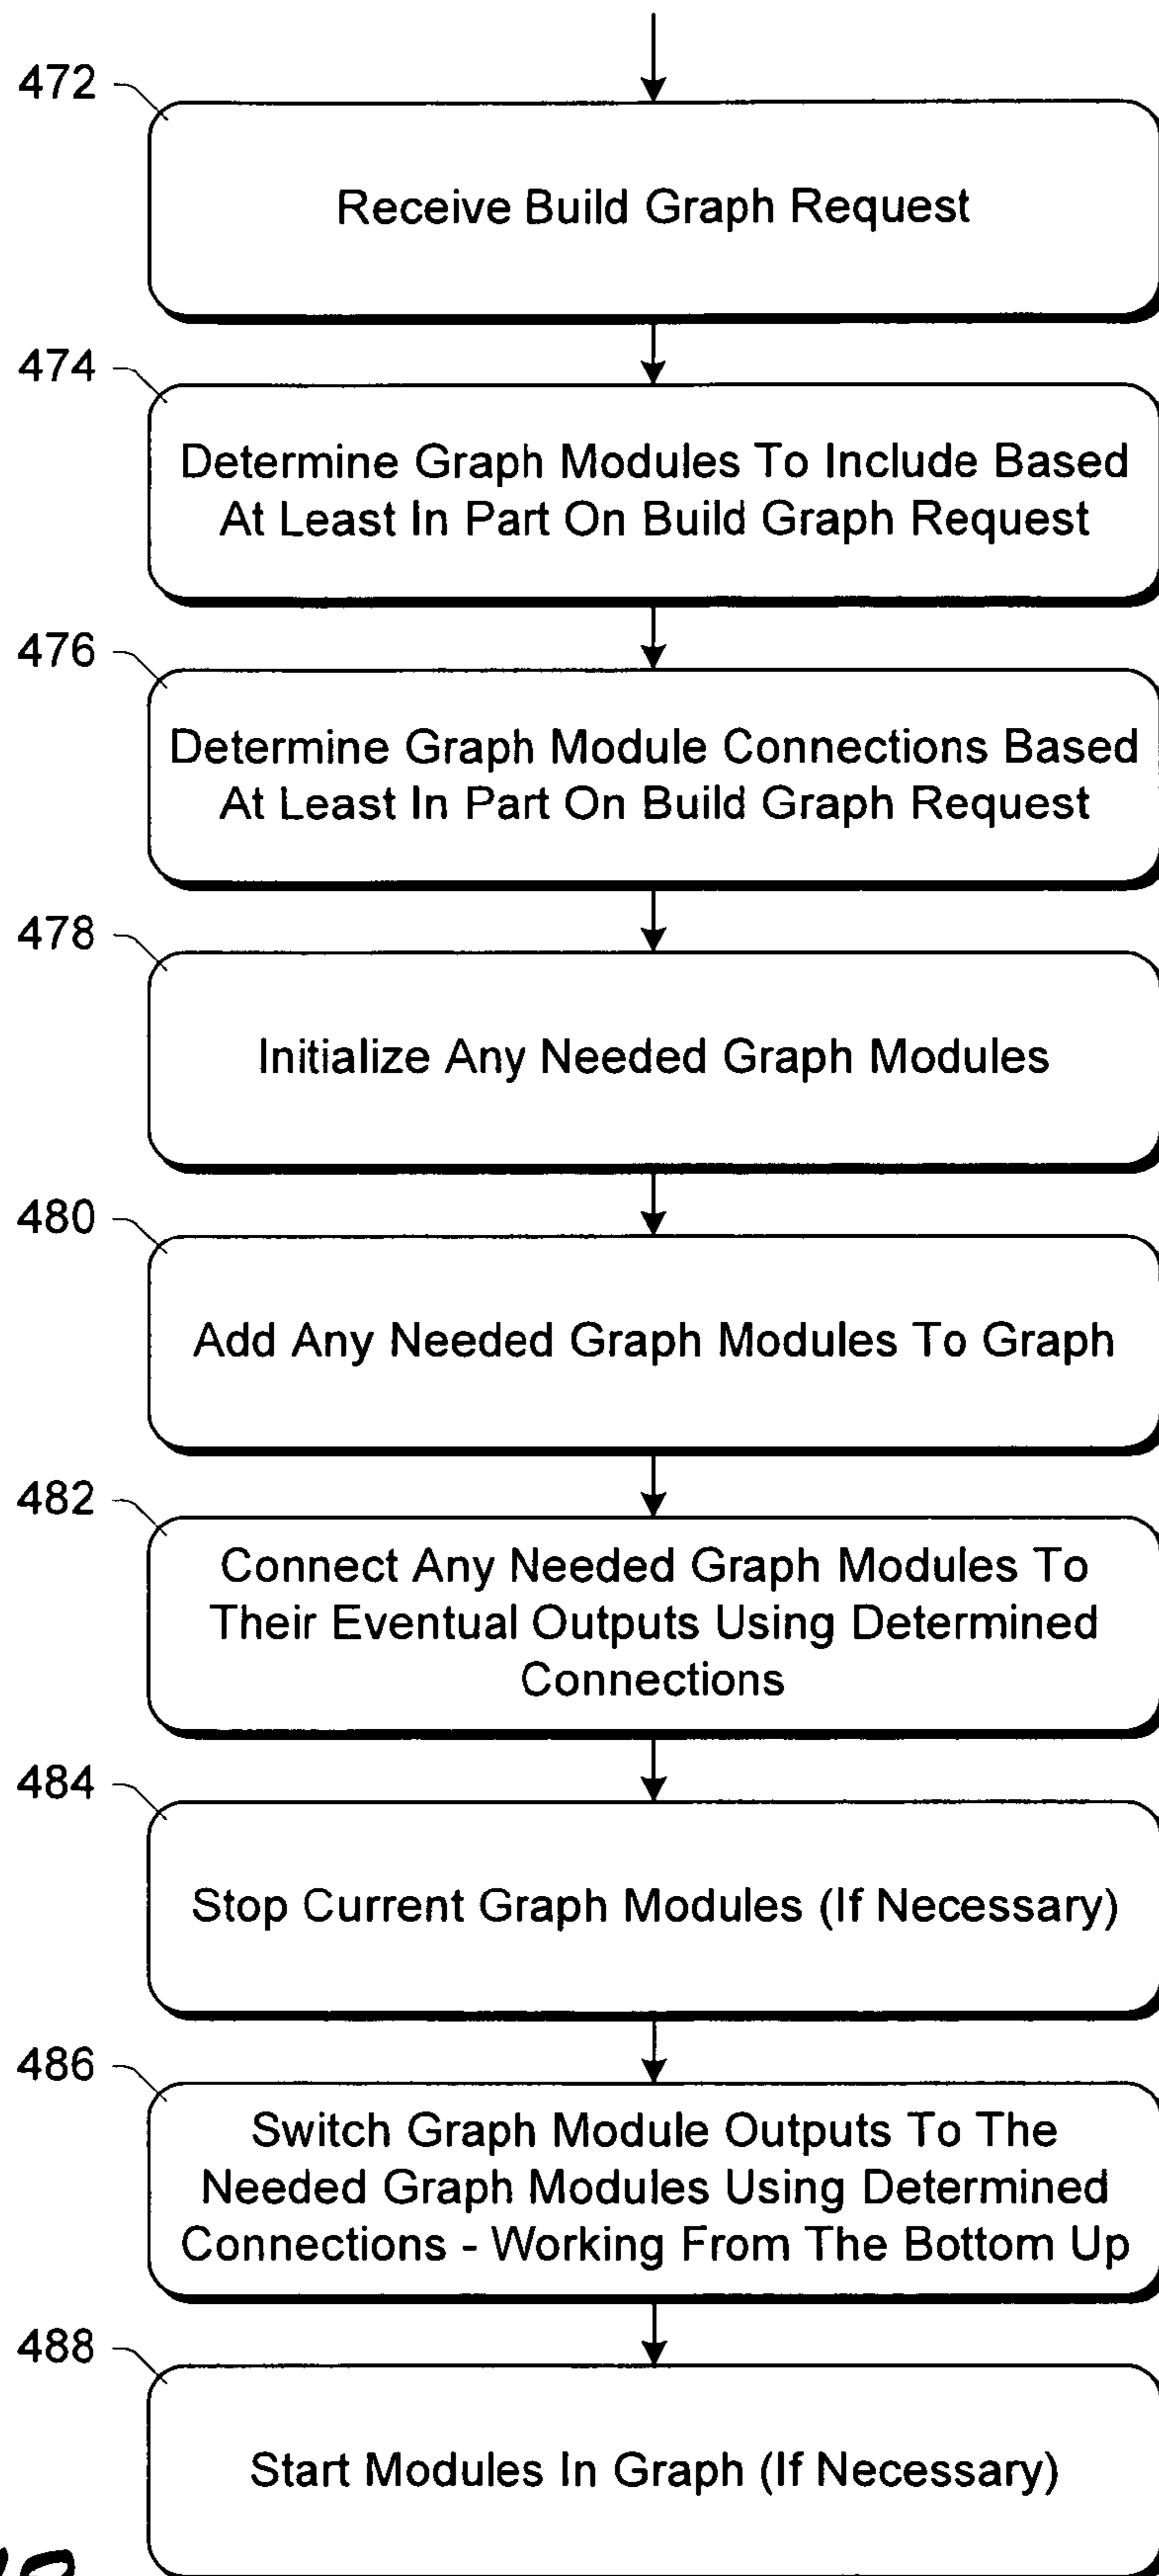 472
Receive Build Graph Request
474
Determine Graph Modules To Include Based
At Least In Part On Build Graph Request
476
Determine Graph Module Connections Based
At Least In Part On Build Graph Request
478
Initialize Any Needed Graph Modules
480
Add Any Needed Graph Modules To Graph
482
Connect Any Needed Graph Modules To
Their Eventual Outputs Using Determined
Connections
484
Stop Current Graph Modules (If Necessary)
486
Switch Graph Module Outputs To The
Needed Graph Modules Using Determined
Connections - Working From The Bottom Up
488
Start Modules In Graph (If Necessary)